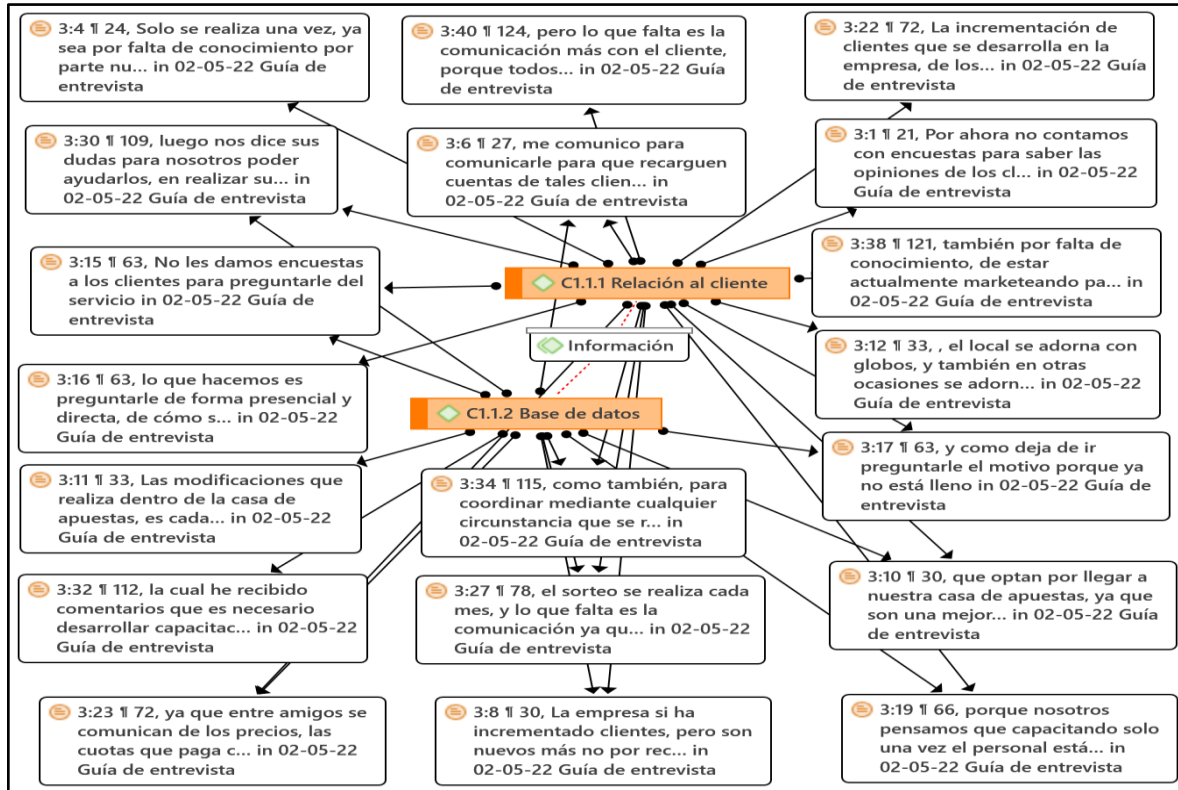 3:4 ¶ 24, Solo se realiza una vez, ya
sea por falta de conocimiento por
parte nu... in 02-05-22 Guía de
entrevista
3:40 ¶ 124, pero lo que falta es la
comunicación más con el cliente,
porque todos... in 02-05-22 Guía
de entrevista
3:22 ¶ 72, La incrementación de
clientes que se desarrolla en la
empresa, de los... in 02-05-22 Guía
de entrevista
3:30 ¶ 109, luego nos dice sus
dudas para nosotros poder
ayudarlos, en realizar su... in
02-05-22 Guía de entrevista
3:6 ¶ 27, me comunico para
comunicarle para que recarguen
cuentas de tales clien... in
02-05-22 Guía de entrevista
3:1 ¶ 21, Por ahora no contamos
con encuestas para saber las
opiniones de los cl... in 02-05-22
Guía de entrevista
3:15 ¶ 63, No les damos encuestas
a los clientes para preguntarle del
servicio in 02-05-22 Guía de
entrevista
C1.1.1 Relación al cliente
3:38 ¶ 121, también por falta de
conocimiento, de estar
actualmente marketeando pa...
in 02-05-22 Guía de entrevista
Información
3:12 ¶ 33, , el local se adorna con
globos, y también en otras
ocasiones se adorn... in 02-05-22
Guía de entrevista
3:16 ¶ 63, lo que hacemos es
preguntarle de forma presencial y
directa, de cómo s... in 02-05-22
Guía de entrevista
C1.1.2 Base de datos
3:17 ¶ 63, y como deja de ir
preguntarle el motivo porque ya
no está lleno in 02-05-22 Guía de
entrevista
3:11 ¶ 33, Las modificaciones que
realiza dentro de la casa de
apuestas, es cada... in 02-05-22
Guía de entrevista
3:34 ¶ 115, como también, para
coordinar mediante cualquier
circunstancia que se r... in
02-05-22 Guía de entrevista
3:10 ¶ 30, que optan por llegar a
nuestra casa de apuestas, ya que
son una mejor... in 02-05-22 Guía
de entrevista
3:32 ¶ 112, la cual he recibido
comentarios que es necesario
desarrollar capacitac... in 02-05-22
Guía de entrevista
3:27 ¶ 78, el sorteo se realiza cada
mes, y lo que falta es la
comunicación ya qu... in 02-05-22
Guía de entrevista
3:23 ¶ 72, ya que entre amigos se
comunican de los precios, las
cuotas que paga c... in 02-05-22
Guía de entrevista
3:8 ¶ 30, La empresa si ha
incrementado clientes, pero son
nuevos más no por rec... in
02-05-22 Guía de entrevista
3:19 ¶ 66, porque nosotros
pensamos que capacitando solo
una vez el personal está... in
02-05-22 Guía de entrevista